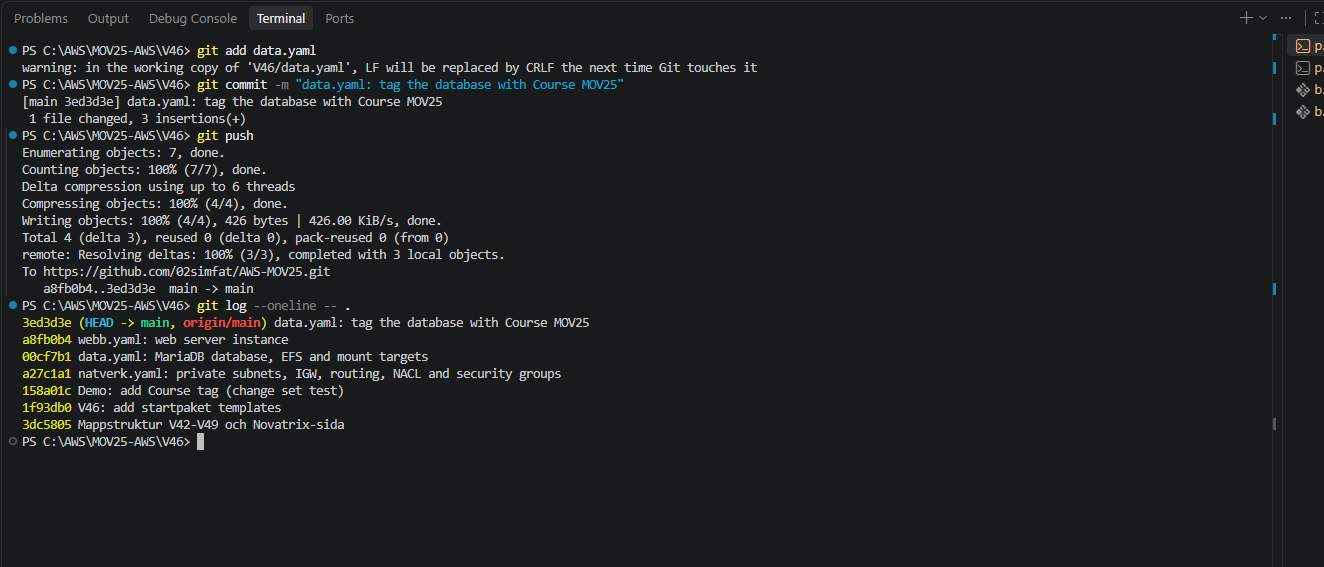 Problems Output Debug Console Terminal Ports
PS C:\AWS\MOV25-AWS\V46> git add data.yaml
warning: in the working copy of 'V46/data.yaml', LF will be replaced by CRLF the next time Git touches it
PS C:\AWS\MOV25-AWS\V46> git commit -m "data.yaml: tag the database with Course MOV25"
[main 3ed3d3e] data.yaml: tag the database with Course MOV25
1 file changed, 3 insertions(+)
PS C:\AWS\MOV25-AWS\V46> git push
Enumerating objects: 7, done.
Counting objects: 100% (7/7), done.
Delta compression using up to 6 threads
Compressing objects: 100% (4/4), done.
Writing objects: 100% (4/4), 426 bytes | 426.00 KiB/s, done.
Total 4 (delta 3), reused 0 (delta 0), pack-reused 0 (from 0)
remote: Resolving deltas: 100% (3/3), completed with 3 local objects.
To https://github.com/02simfat/AWS-MOV25.git
a8fb0b4..3ed3d3e  main -> main
PS C:\AWS\MOV25-AWS\V46> git log --oneline -- .
3ed3d3e (HEAD -> main, origin/main) data.yaml: tag the database with Course MOV25
a8fb0b4 webb.yaml: web server instance
00cf7b1 data.yaml: MariaDB database, EFS and mount targets
a27c1a1 natverk.yaml: private subnets, IGW, routing, NACL and security groups
158a01c Demo: add Course tag (change set test)
1f93db0 V46: add startpaket templates
3dc5805 Mappstruktur V42-V49 och Novatrix-sida
PS C:\AWS\MOV25-AWS\V46>
p.
p.
b.
b.